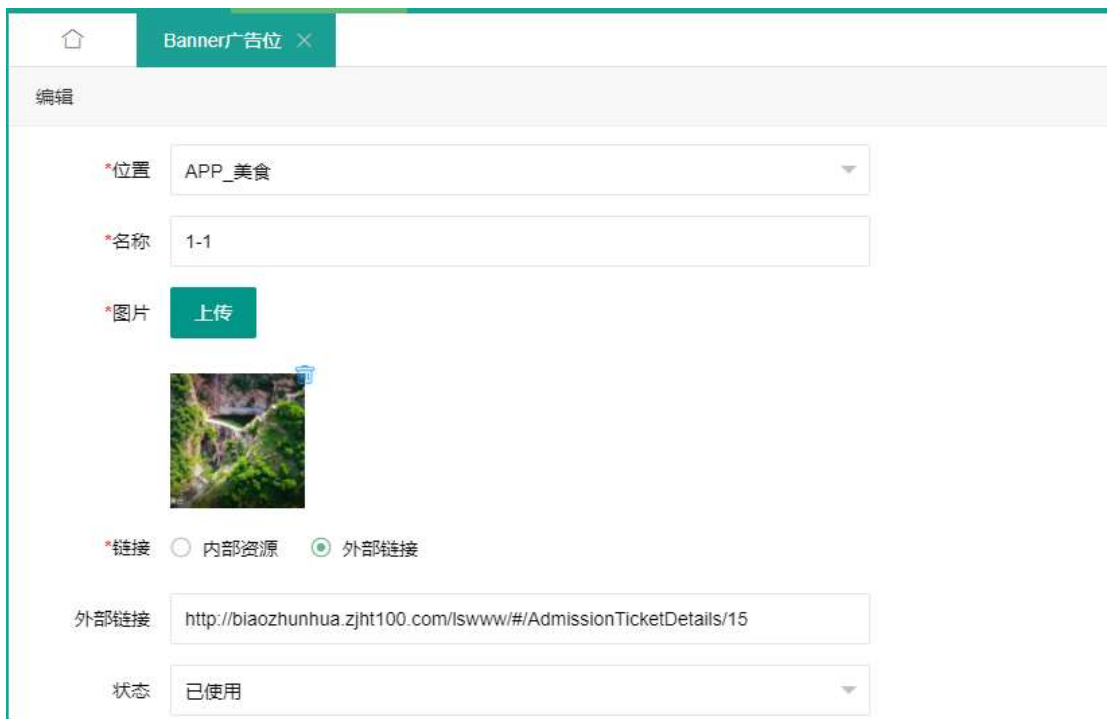 Banner广告位
编辑
*位置 APP_美食
*名称 1-1
*图片 上传
*链接 内部资源 外部链接
外部链接 http://biaozhunhua.zjht100.com/lswww/#/AdmissionTicketDetails/15
状态 已使用